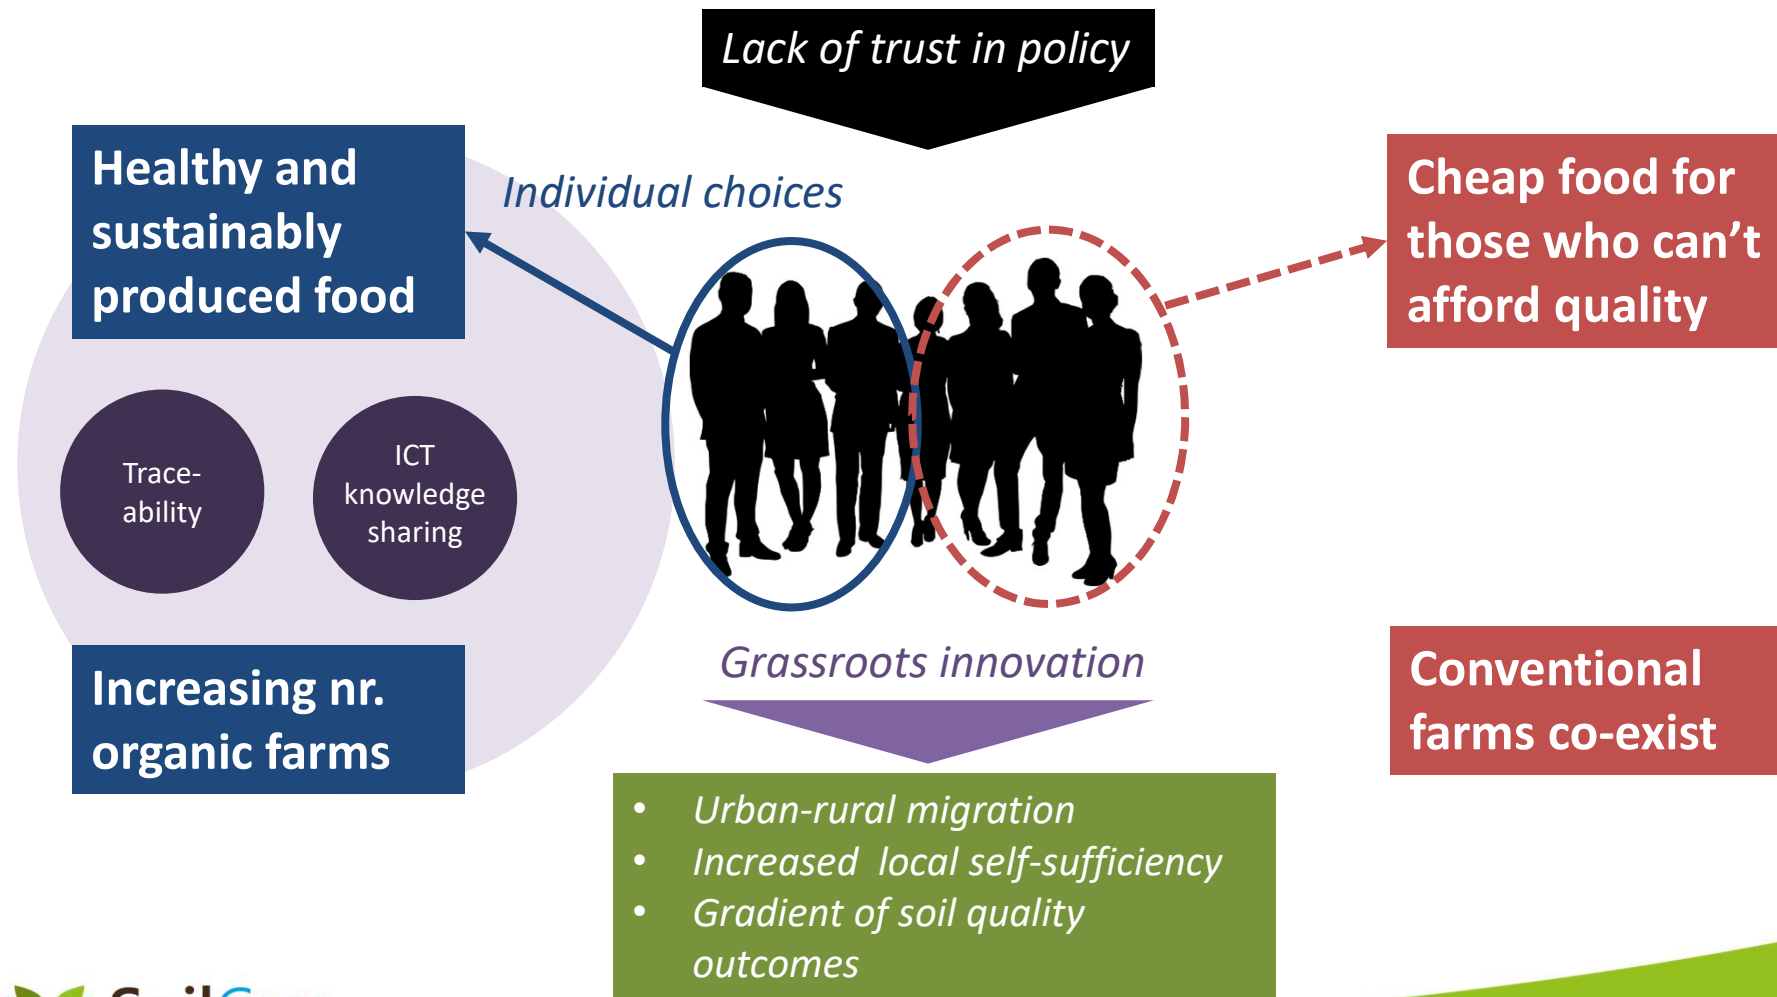 Lack of trust in policy
Healthy and
sustainably
produced food
Individual choices
Cheap food for
those who can't
afford quality
Trace-
ability
ICT
knowledge
sharing
Increasing nr.
organic farms
Grassroots innovation
Conventional
farms co-exist
• Urban-rural migration
• Increased local self-sufficiency
• Gradient of soil quality
outcomes